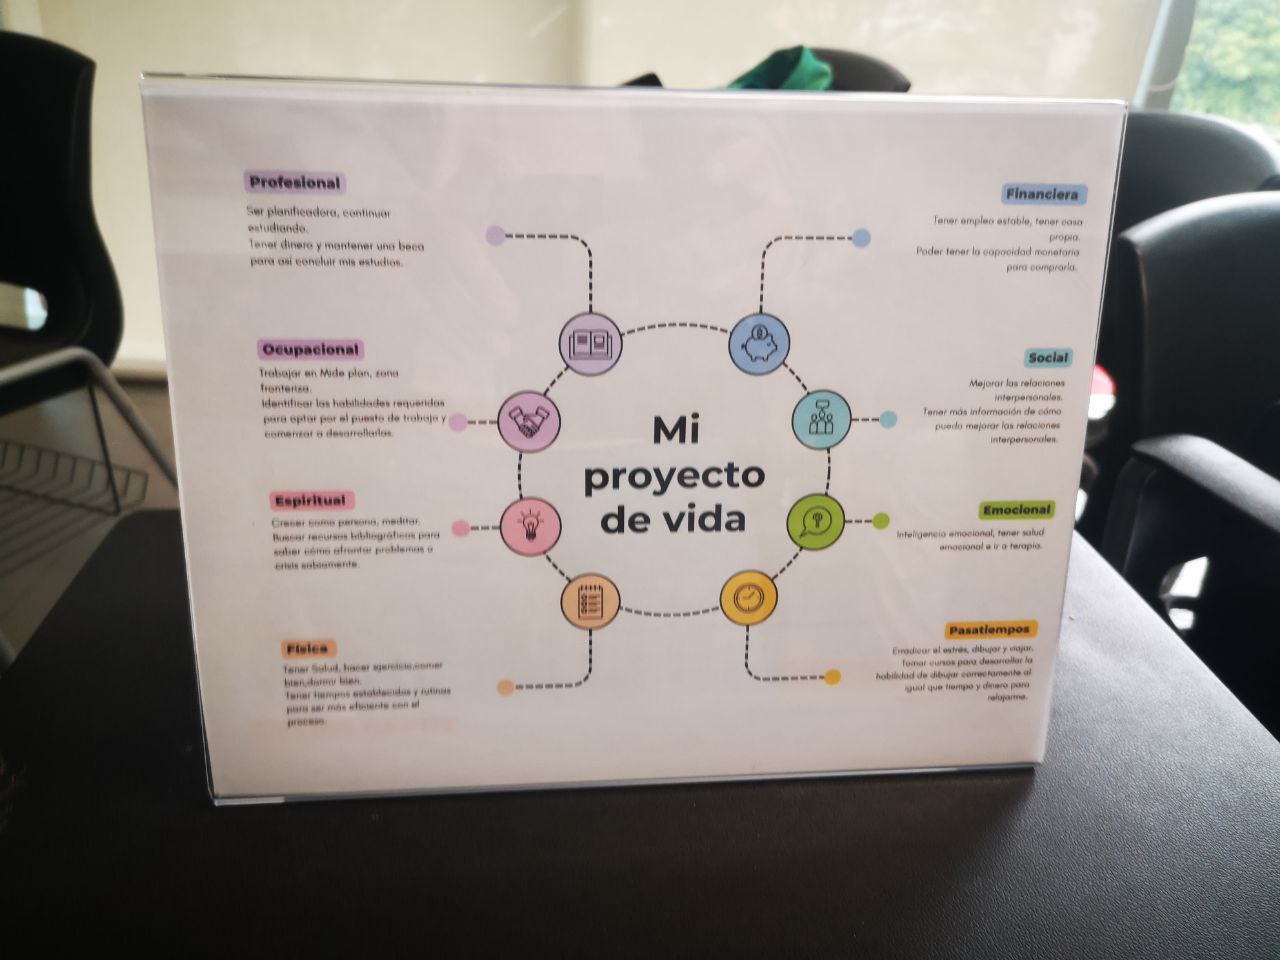 Profesional
Ser planificadora, continuar
estudiando.
Tener dinero y mantener una beca
para así concluir mis estudios.
Ocupacional
Trabajar en Mide plan, zona
fronteriza.
Identificar las habilidades requeridas
para optar por el puesto de trabajo y
comenzar a desarrollarlas.
Espiritual
Crecer como persona, meditar.
Buscar recursos bibliográficos para
saber cómo afrontar problemas o
crisis sabiamente.
Física
Tener Salud, hacer ejercicio,comer
bien,dormir bien.
Tener tiempos establecidos y rutinas
para ser más eficiente con el
proceso.
Mi
proyecto
de vida
Financiera
Tener empleo estable, tener casa
propia.
Poder tener la capacidad monetaria
para comprarla.
Social
Mejorar las relaciones
interpersonales.
Tener más información de cómo
puedo mejorar las relaciones
interpersonales.
Emocional
Inteligencia emocional, tener salud
emocional e ir a terapia.
Pasatiempos
Erradicar el estrés, dibujar y viajar.
Tomar cursos para desarrollar la
habilidad de dibujar correctamente al
igual que tiempo y dinero para
relajarme.